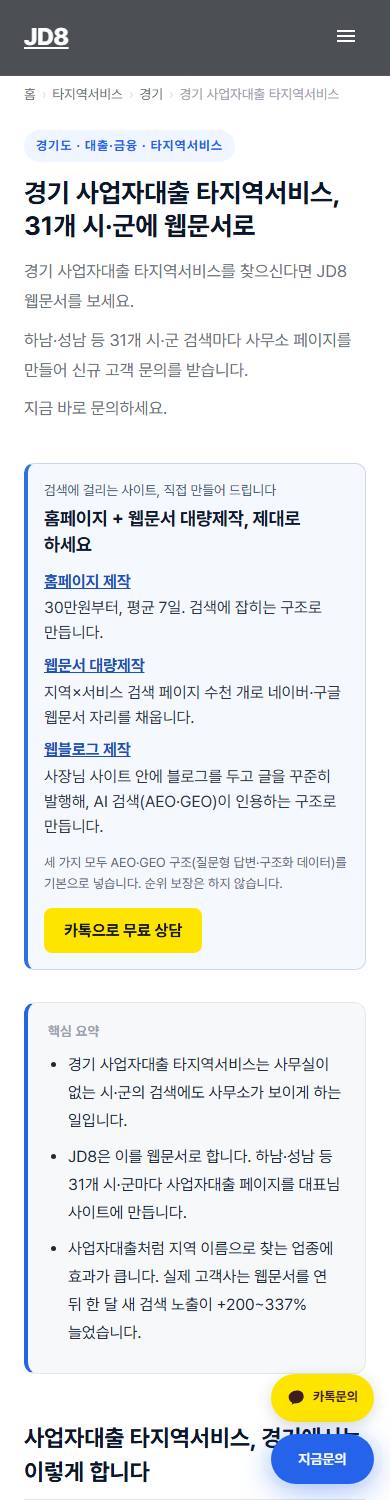 JD8
홈 › 타지역서비스 › 경기 › 경기 사업자대출 타지역서비스
경기도 · 대출·금융 · 타지역서비스
경기 사업자대출 타지역서비스,
31개 시·군에 웹문서로
경기 사업자대출 타지역서비스를 찾으신다면 JD8
웹문서를 보세요.
하남·성남 등 31개 시·군 검색마다 사무소 페이지를
만들어 신규 고객 문의를 받습니다.
지금 바로 문의하세요.
검색에 걸리는 사이트, 직접 만들어 드립니다
홈페이지 + 웹문서 대량제작, 제대로
하세요
홈페이지 제작
30만원부터, 평균 7일. 검색에 잡히는 구조로
만듭니다.
웹문서 대량제작
지역×서비스 검색 페이지 수천 개로 네이버·구글
웹문서 자리를 채웁니다.
웹블로그 제작
사장님 사이트 안에 블로그를 두고 글을 꾸준히
발행해, AI 검색(AEO·GEO)이 인용하는 구조로
만듭니다.
세 가지 모두 AEO·GEO 구조(질문형 답변·구조화 데이터)를
기본으로 넣습니다. 순위 보장은 하지 않습니다.
카톡으로 무료 상담
핵심 요약
• 경기 사업자대출 타지역서비스는 사무실이
없는 시·군의 검색에도 사무소가 보이게 하는
일입니다.
• JD8은 이를 웹문서로 합니다. 하남·성남 등
31개 시·군마다 사업자대출 페이지를 대표님
사이트에 만듭니다.
• 사업자대출처럼 지역 이름으로 찾는 업종에
효과가 큽니다. 실제 고객사는 웹문서를 연
뒤 한 달 새 검색 노출이 +200~337%
늘었습니다.
카톡문의
사업자대출 타지역서비스, 경기에서는
이렇게 합니다
지금문의